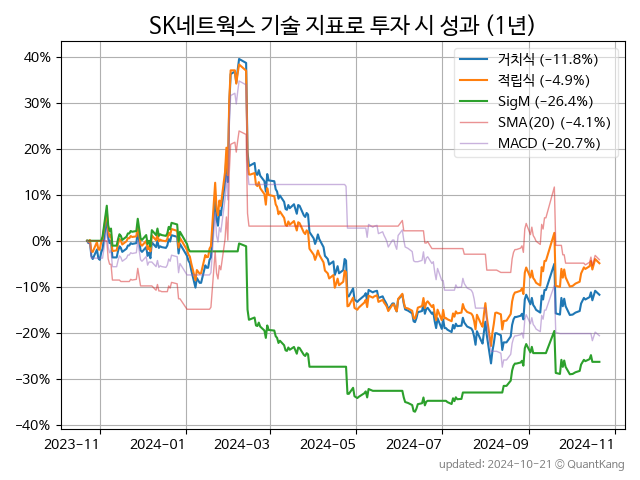 SK네트웍스 기술 지표로 투자 시 성과 (1년)
거치식 (−11.8%)
적립식 (−4.9%)
SigM (−26.4%)
SMA(20) (−4.1%)
MACD (−20.7%)
40%
30%
20%
10%
0%
−10%
−20%
−30%
−40%
2023-11 2024-01 2024-03 2024-05 2024-07 2024-09 2024-11
updated: 2024-10-21 © QuantKang